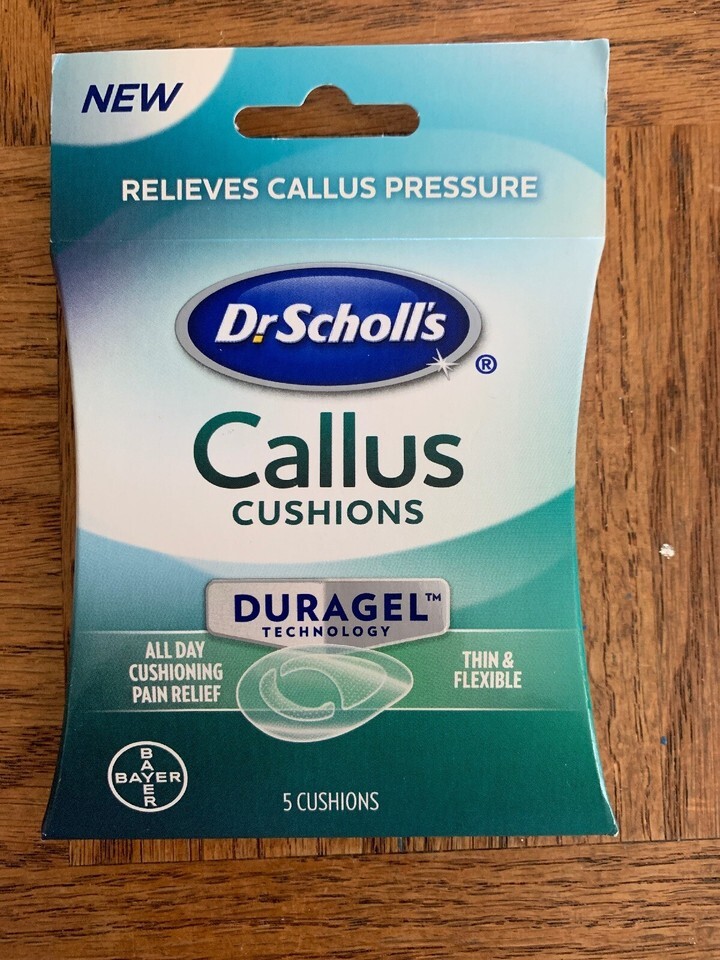 NEW
RELIEVES CALLUS PRESSURE
Dr.Scholl's®
Callus
CUSHIONS
DURAGEL™
TECHNOLOGY
ALL DAY
CUSHIONING
PAIN RELIEF
THIN &
FLEXIBLE
BAYER
BAYER
5 CUSHIONS